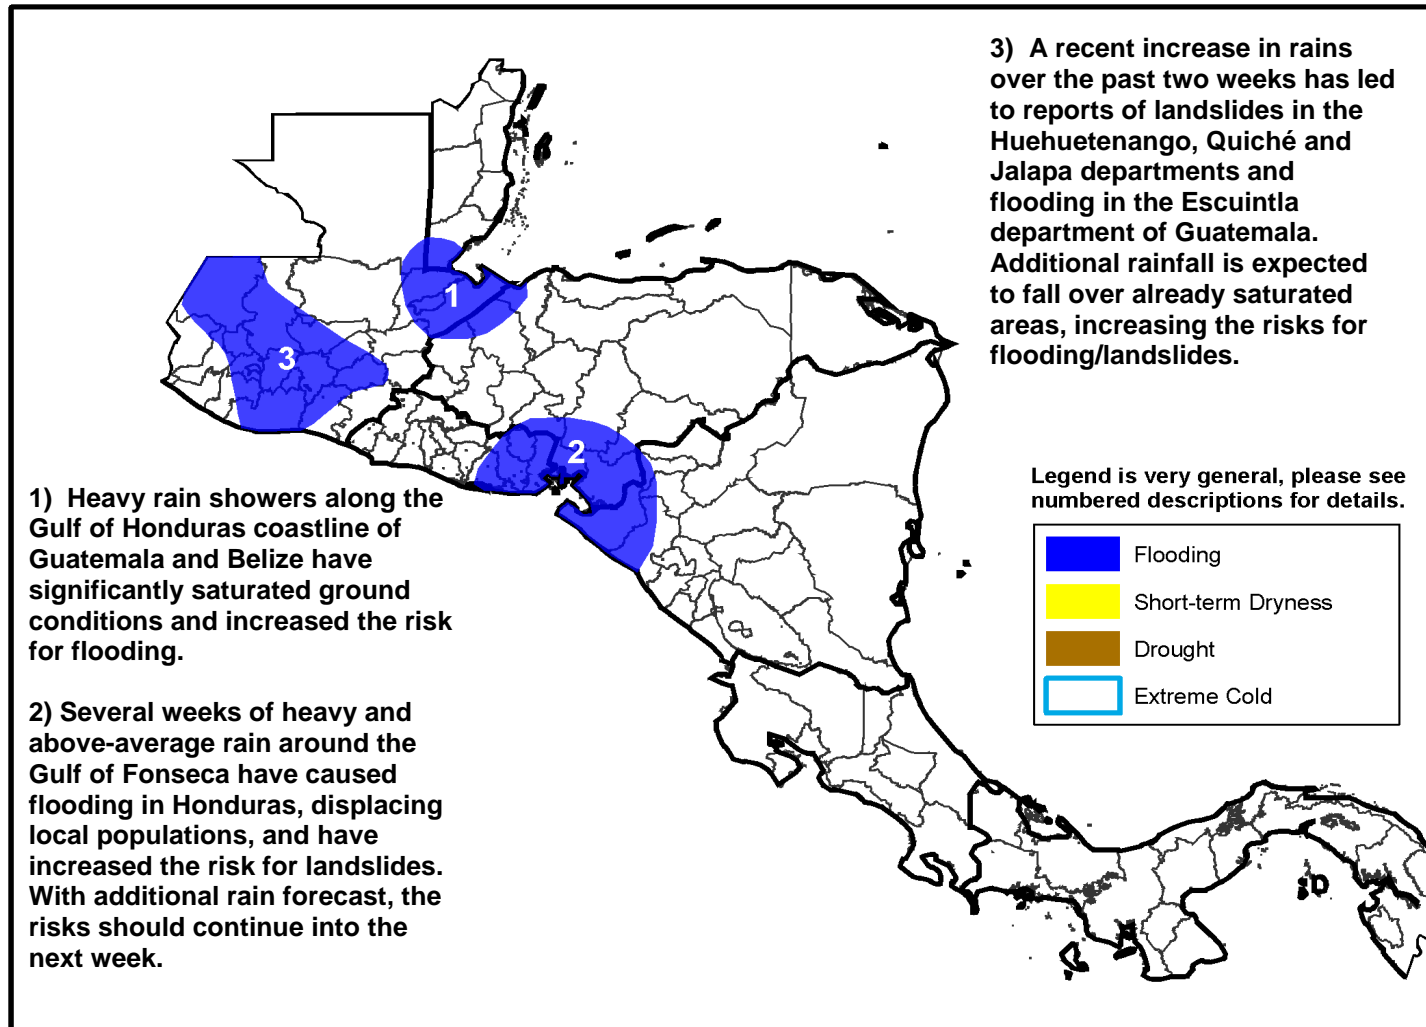 3)  A recent increase in rains
over the past two weeks has led
to reports of landslides in the
Huehuetenango, Quiché and
Jalapa departments and
flooding in the Escuintla
department of Guatemala.
Additional rainfall is expected
to fall over already saturated
areas, increasing the risks for
flooding/landslides.
1
3
2
1)  Heavy rain showers along the
Gulf of Honduras coastline of
Guatemala and Belize have
significantly saturated ground
conditions and increased the risk
for flooding.
2) Several weeks of heavy and
above-average rain around the
Gulf of Fonseca have caused
flooding in Honduras, displacing
local populations, and have
increased the risk for landslides.
With additional rain forecast, the
risks should continue into the
next week.
Legend is very general, please see
numbered descriptions for details.
Flooding
Short-term Dryness
Drought
Extreme Cold